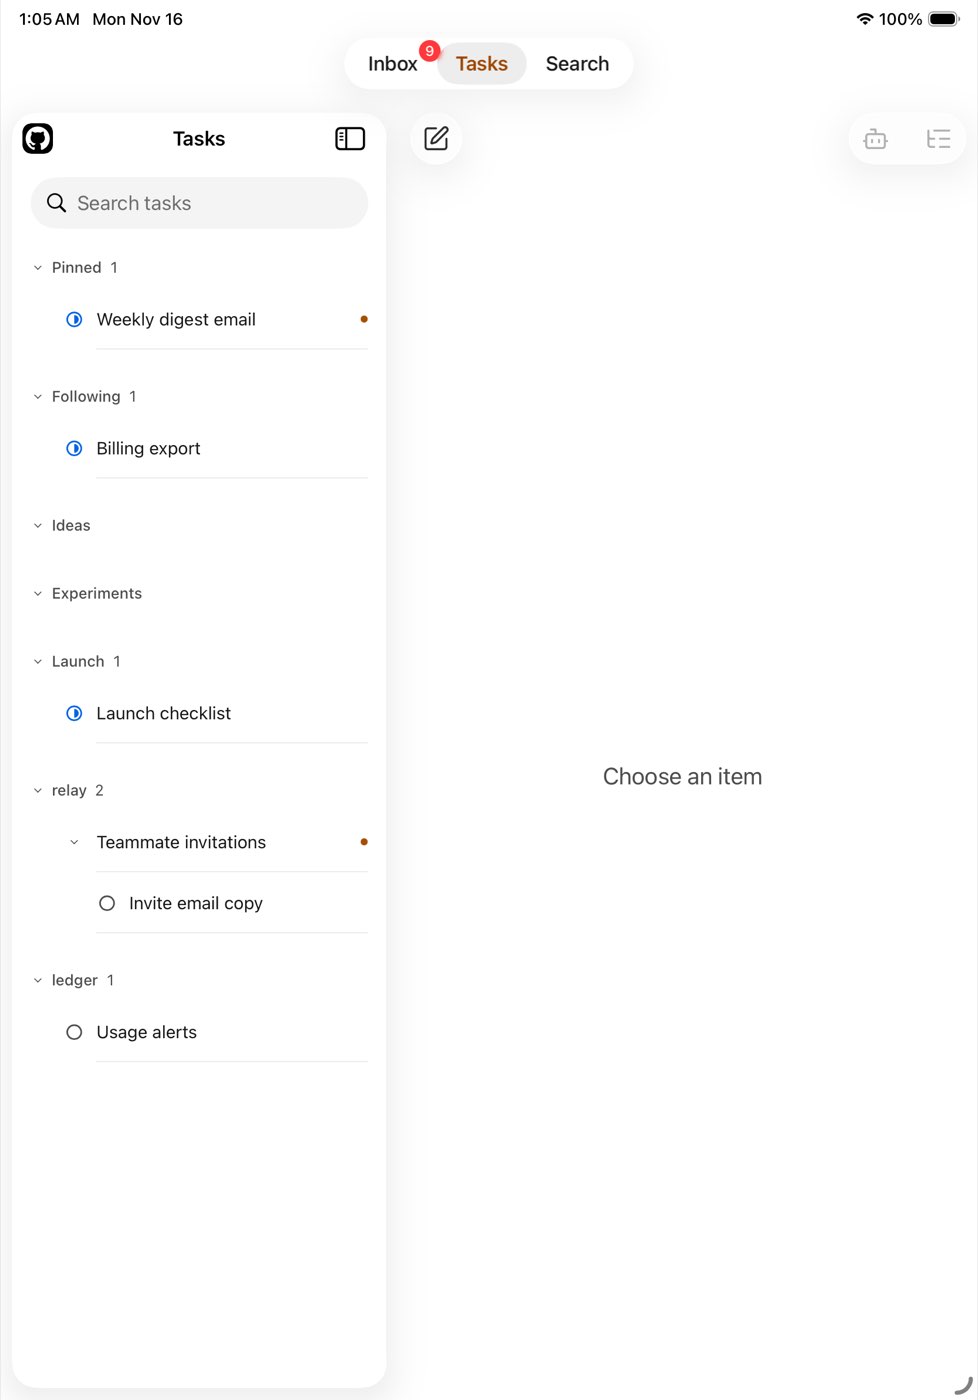 1:05 AM Mon Nov 16
100%
Inbox 9 Tasks Search
Tasks
Search tasks
Pinned 1
Weekly digest email
Following 1
Billing export
Ideas
Experiments
Launch 1
Launch checklist
Choose an item
relay 2
Teammate invitations
Invite email copy
ledger 1
Usage alerts